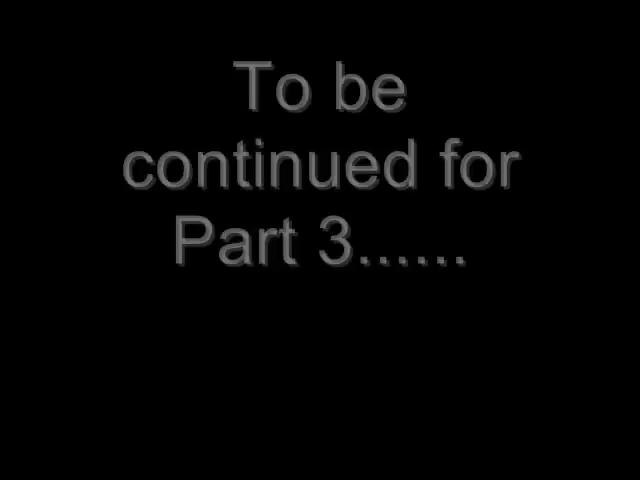 To be
continued for
Part 3......